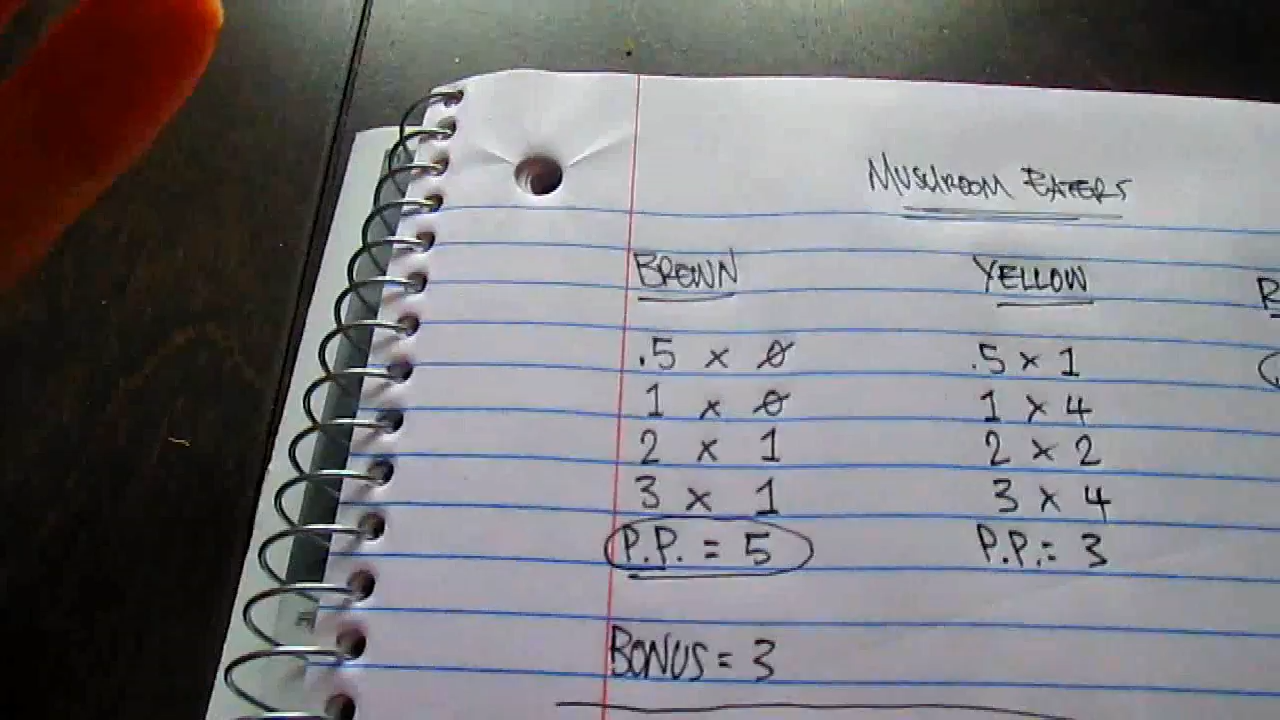 MUSHROOM EATERS
BROWN YELLOW
.5 x 0 .5 x 1
1 x 0 1 x 4
2 x 1 2 x 2
3 x 1 3 x 4
P.P. = 5 P.P. = 3
BONUS = 3